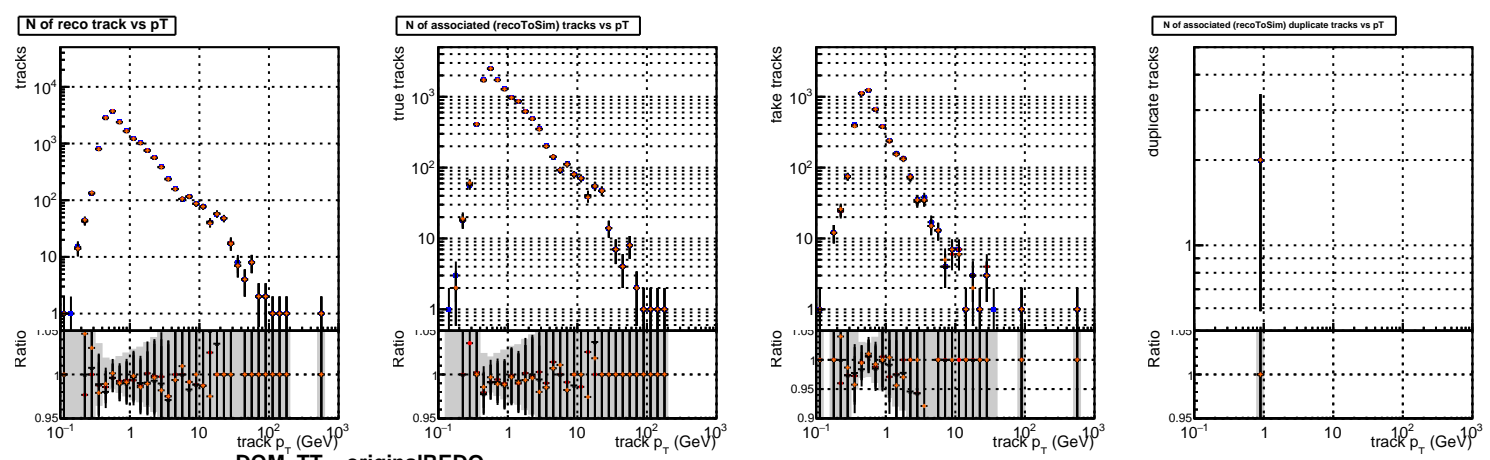 N of reco track vs pT
N of associated (recoToSim) tracks vs pT
N of associated (recoToSim) duplicate tracks vs pT
tracks
10^4
10^3
10^2
10
1
Ratio
1.05
1
0.95
10^-1 1 10 10^2 10^3
track p_T (GeV)
true tracks
10^3
10^2
10
1
Ratio
1.05
1
0.95
10^-1 1 10 10^2 10^3
track p_T (GeV)
fake tracks
10^3
10^2
10
1
Ratio
1.05
1
0.95
0.9
10^-1 1 10 10^2 10^3
track p_T (GeV)
duplicate tracks
1
Ratio
1.05
1
0.95
10^-1 1 10 10^2 10^3
track p_T (GeV)